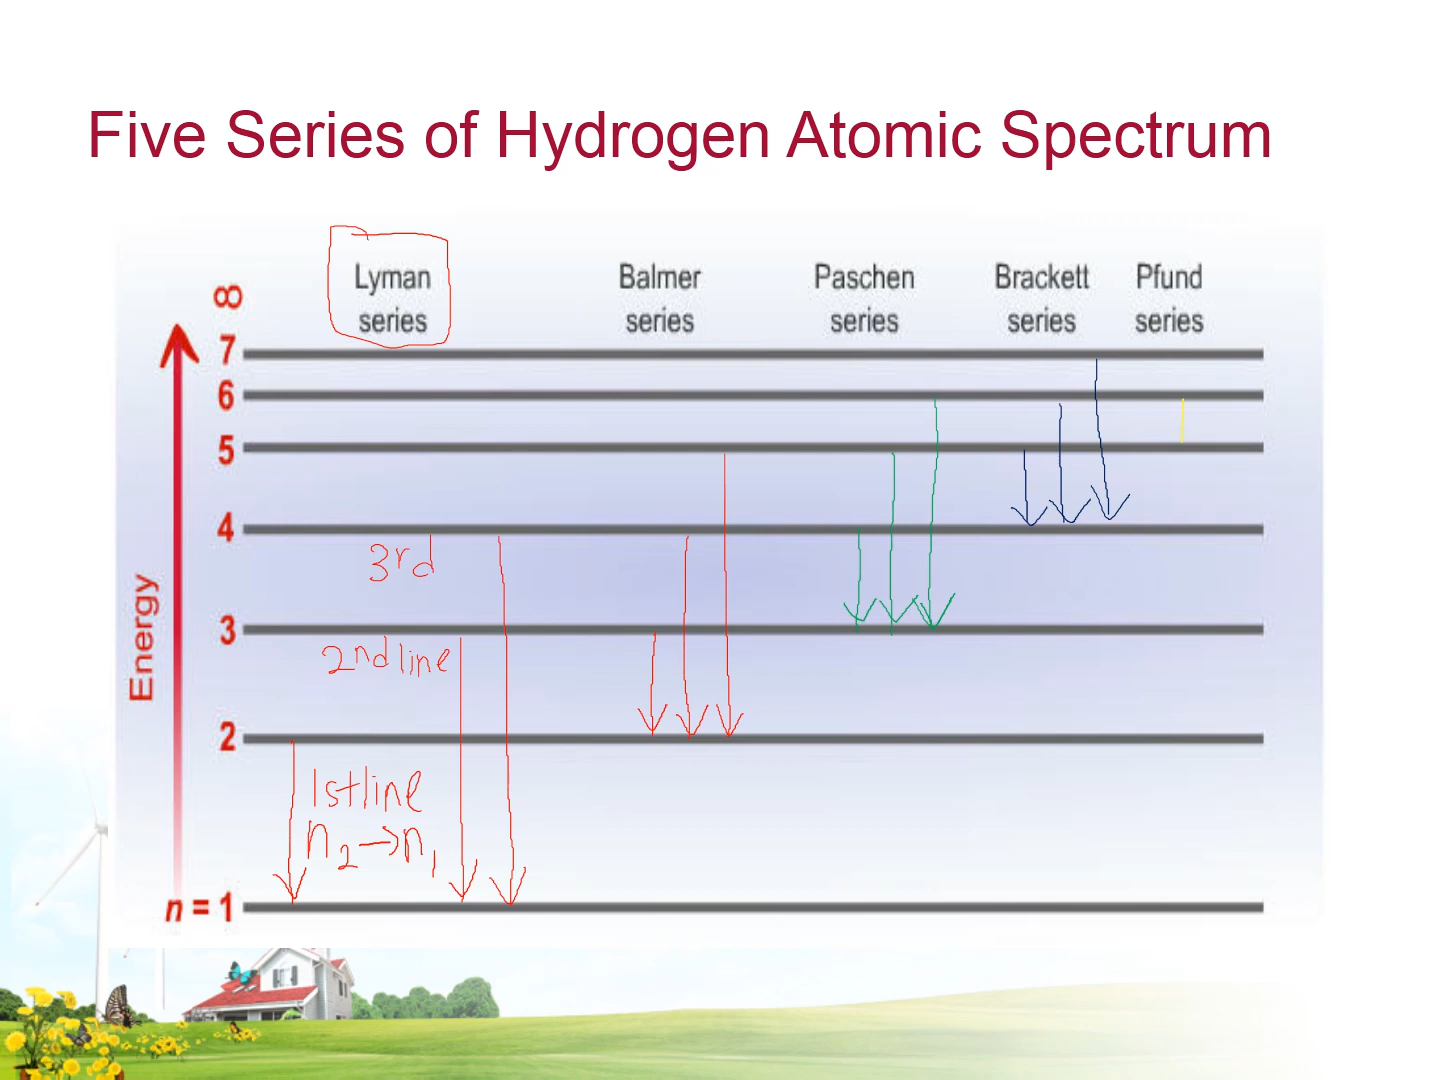 Five Series of Hydrogen Atomic Spectrum
Lyman series
Balmer series
Paschen series
Brackett series
Pfund series
∞
7
6
5
4
3rd
3
2nd line
2
1st line
n₂→n₁
n = 1
Energy